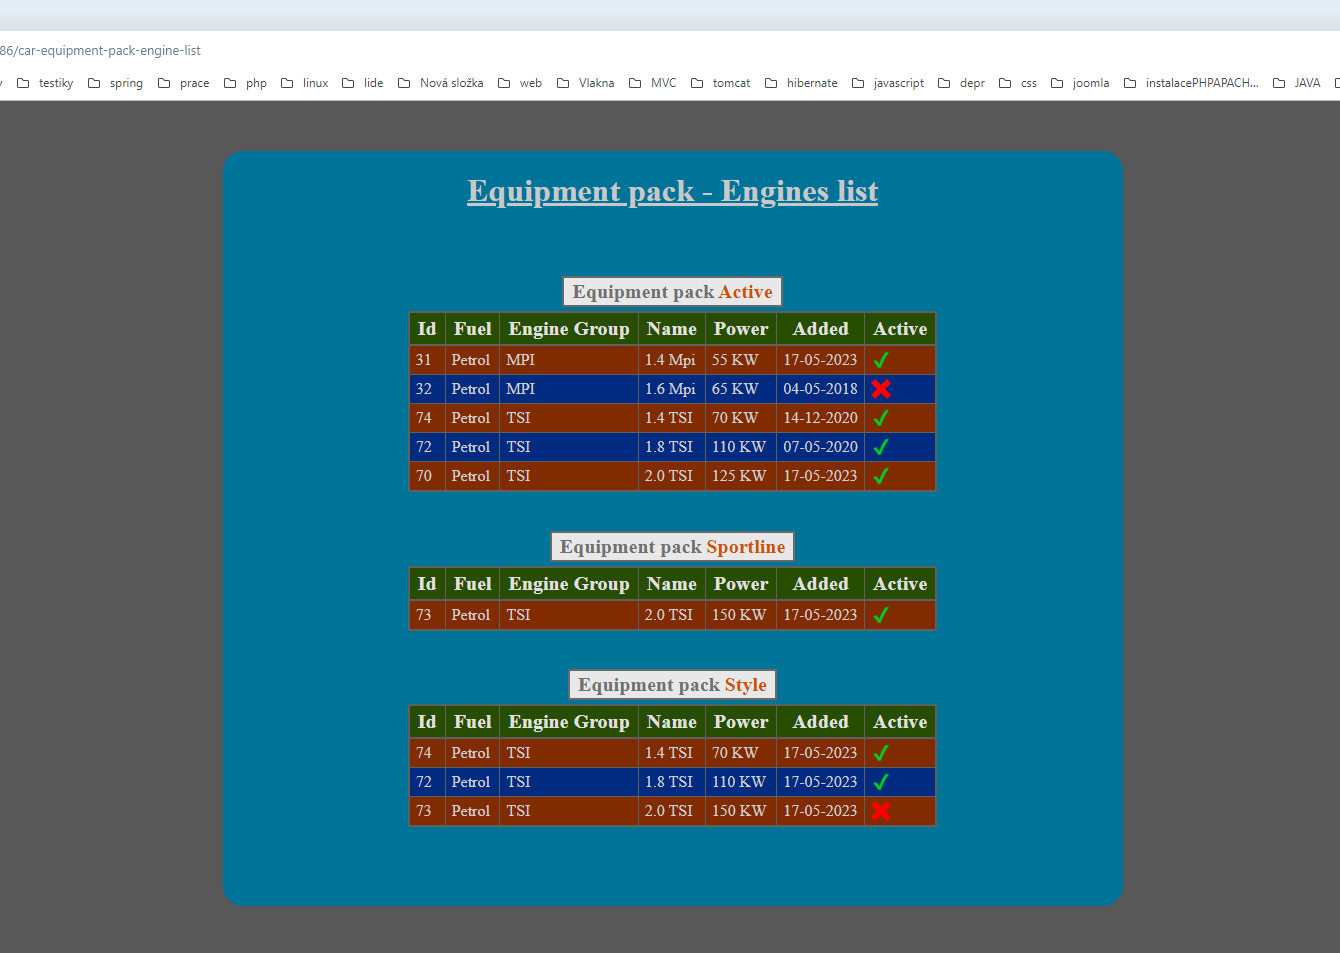 86/car-equipment-pack-engine-list
testiky spring prace php linux lide Nová složka web Vlakna MVC tomcat hibernate javascript depr css joomla instalacePHPAPACH... JAVA
Equipment pack - Engines list
Equipment pack Active
Id Fuel Engine Group Name Power Added Active
31 Petrol MPI 1.4 Mpi 55 KW 17-05-2023
32 Petrol MPI 1.6 Mpi 65 KW 04-05-2018
74 Petrol TSI 1.4 TSI 70 KW 14-12-2020
72 Petrol TSI 1.8 TSI 110 KW 07-05-2020
70 Petrol TSI 2.0 TSI 125 KW 17-05-2023
Equipment pack Sportline
Id Fuel Engine Group Name Power Added Active
73 Petrol TSI 2.0 TSI 150 KW 17-05-2023
Equipment pack Style
Id Fuel Engine Group Name Power Added Active
74 Petrol TSI 1.4 TSI 70 KW 17-05-2023
72 Petrol TSI 1.8 TSI 110 KW 17-05-2023
73 Petrol TSI 2.0 TSI 150 KW 17-05-2023